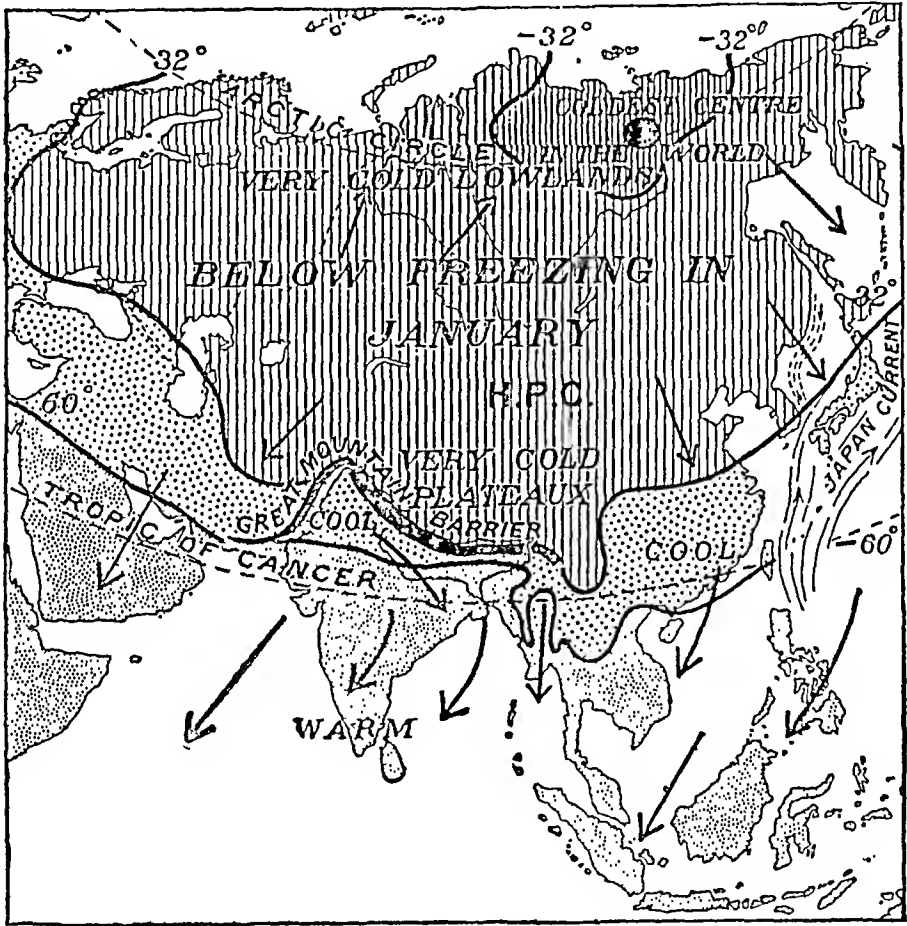 32°
-32°
-32°
COLDEST CENTRE
ARCTIC CIRCLE IN THE WORLD
VERY COLD LOWLANDS
BELOW FREEZING IN
JANUARY
32°
H.P.C.
60°
JAPAN CURRENT
VERY COLD
PLATEAUX
GREAT MOUNTAIN BARRIER
COOL
COOL
-60°
TROPIC OF CANCER
WARM